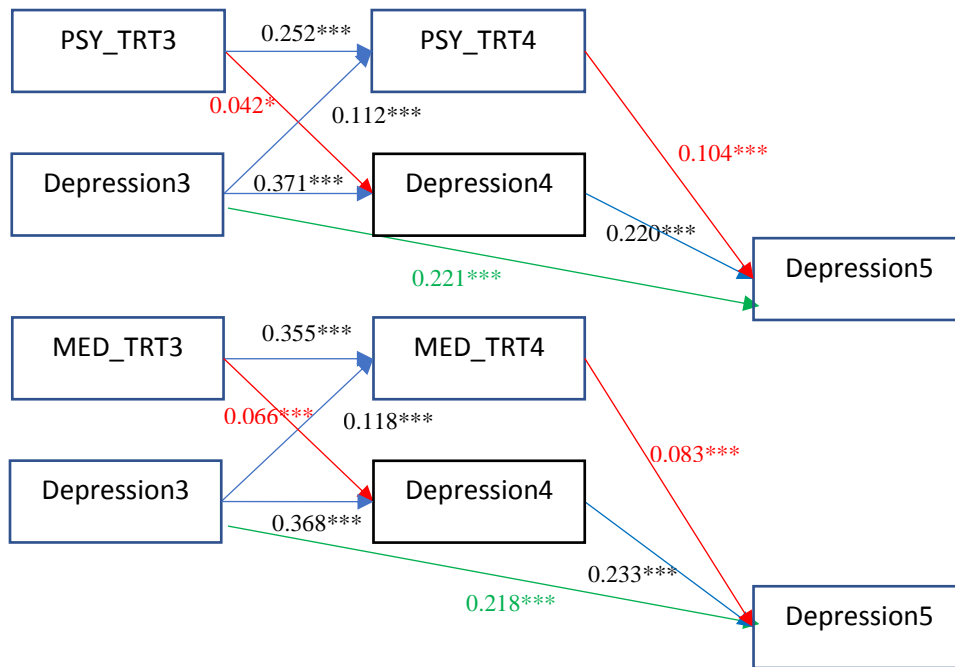 0.252***
PSY_TRT3
PSY_TRT4
0.042*
0.112***
0.104***
Depression3
0.371***
Depression4
0.220***
0.221***
Depression5
0.355***
MED_TRT3
MED_TRT4
0.066***
0.118***
0.083***
Depression3
Depression4
0.368***
0.233***
0.218***
Depression5